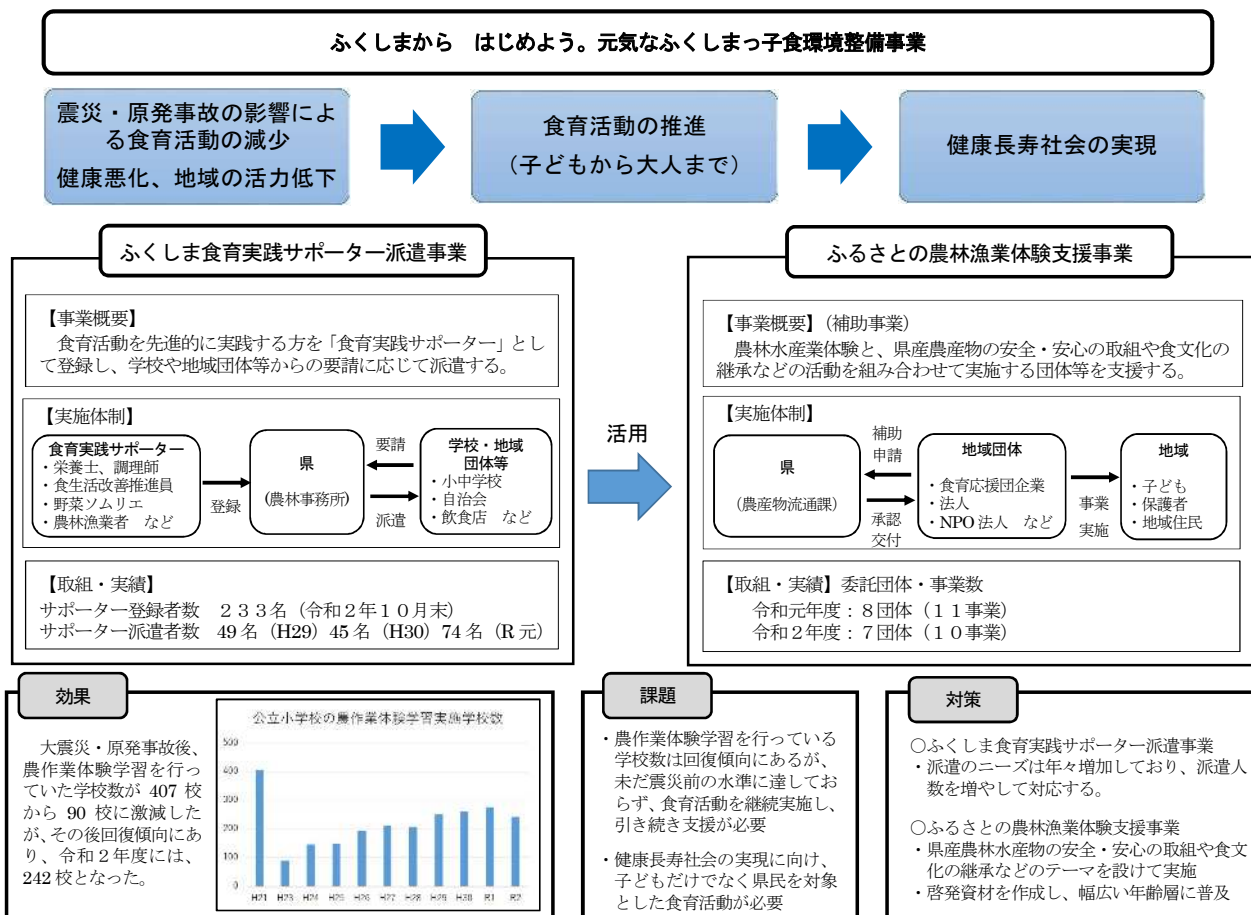 ふくしまから　はじめよう。元気なふくしまっ子食環境整備事業
震災・原発事故の影響によ
る食育活動の減少
健康悪化、地域の活力低下
食育活動の推進
（子どもから大人まで）
健康長寿社会の実現
ふくしま食育実践サポーター派遣事業
【事業概要】
食育活動を先進的に実践する方を「食育実践サポーター」とし
て登録し、学校や地域団体等からの要請に応じて派遣する。
【実施体制】
食育実践サポーター
・栄養士、調理師
・食生活改善推進員
・野菜ソムリエ
・農林漁業者　など
登録
県
(農林事務所)
要請
派遣
学校・地域
団体等
・小中学校
・自治会
・飲食店　など
【取組・実績】
サポーター登録者数　２３３名（令和２年１０月末）
サポーター派遣者数　49名（H29）45名（H30）74名（R元）
活用
ふるさとの農林漁業体験支援事業
【事業概要】（補助事業）
農林水産業体験と、県産農産物の安全・安心の取組や食文化の
継承などの活動を組み合わせて実施する団体等を支援する。
【実施体制】
県
(農産物流通課)
補助
申請
承認
交付
地域団体
・食育応援団企業
・法人
・NPO法人　など
事業
実施
地域
・子ども
・保護者
・地域住民
【取組・実績】委託団体・事業数
令和元年度：８団体（１１事業）
令和２年度：７団体（１０事業）
効果
大震災・原発事故後、
農作業体験学習を行っ
ていた学校数が 407 校
から 90 校に激減した
が、その後回復傾向にあ
り、令和２年度には、
242校となった。
公立小学校の農作業体験学習実施学校数
500
400
300
200
100
0
H21 H23 H24 H25 H26 H27 H28 H29 H30 R1 R2
課題
・農作業体験学習を行っている
学校数は回復傾向にあるが、
未だ震災前の水準に達してお
らず、食育活動を継続実施し、
引き続き支援が必要
・健康長寿社会の実現に向け、
子どもだけでなく県民を対象
とした食育活動が必要
対策
○ふくしま食育実践サポーター派遣事業
・派遣のニーズは年々増加しており、派遣人
数を増やして対応する。
○ふるさとの農林漁業体験支援事業
・県産農林水産物の安全・安心の取組や食文
化の継承などのテーマを設けて実施
・啓発資材を作成し、幅広い年齢層に普及